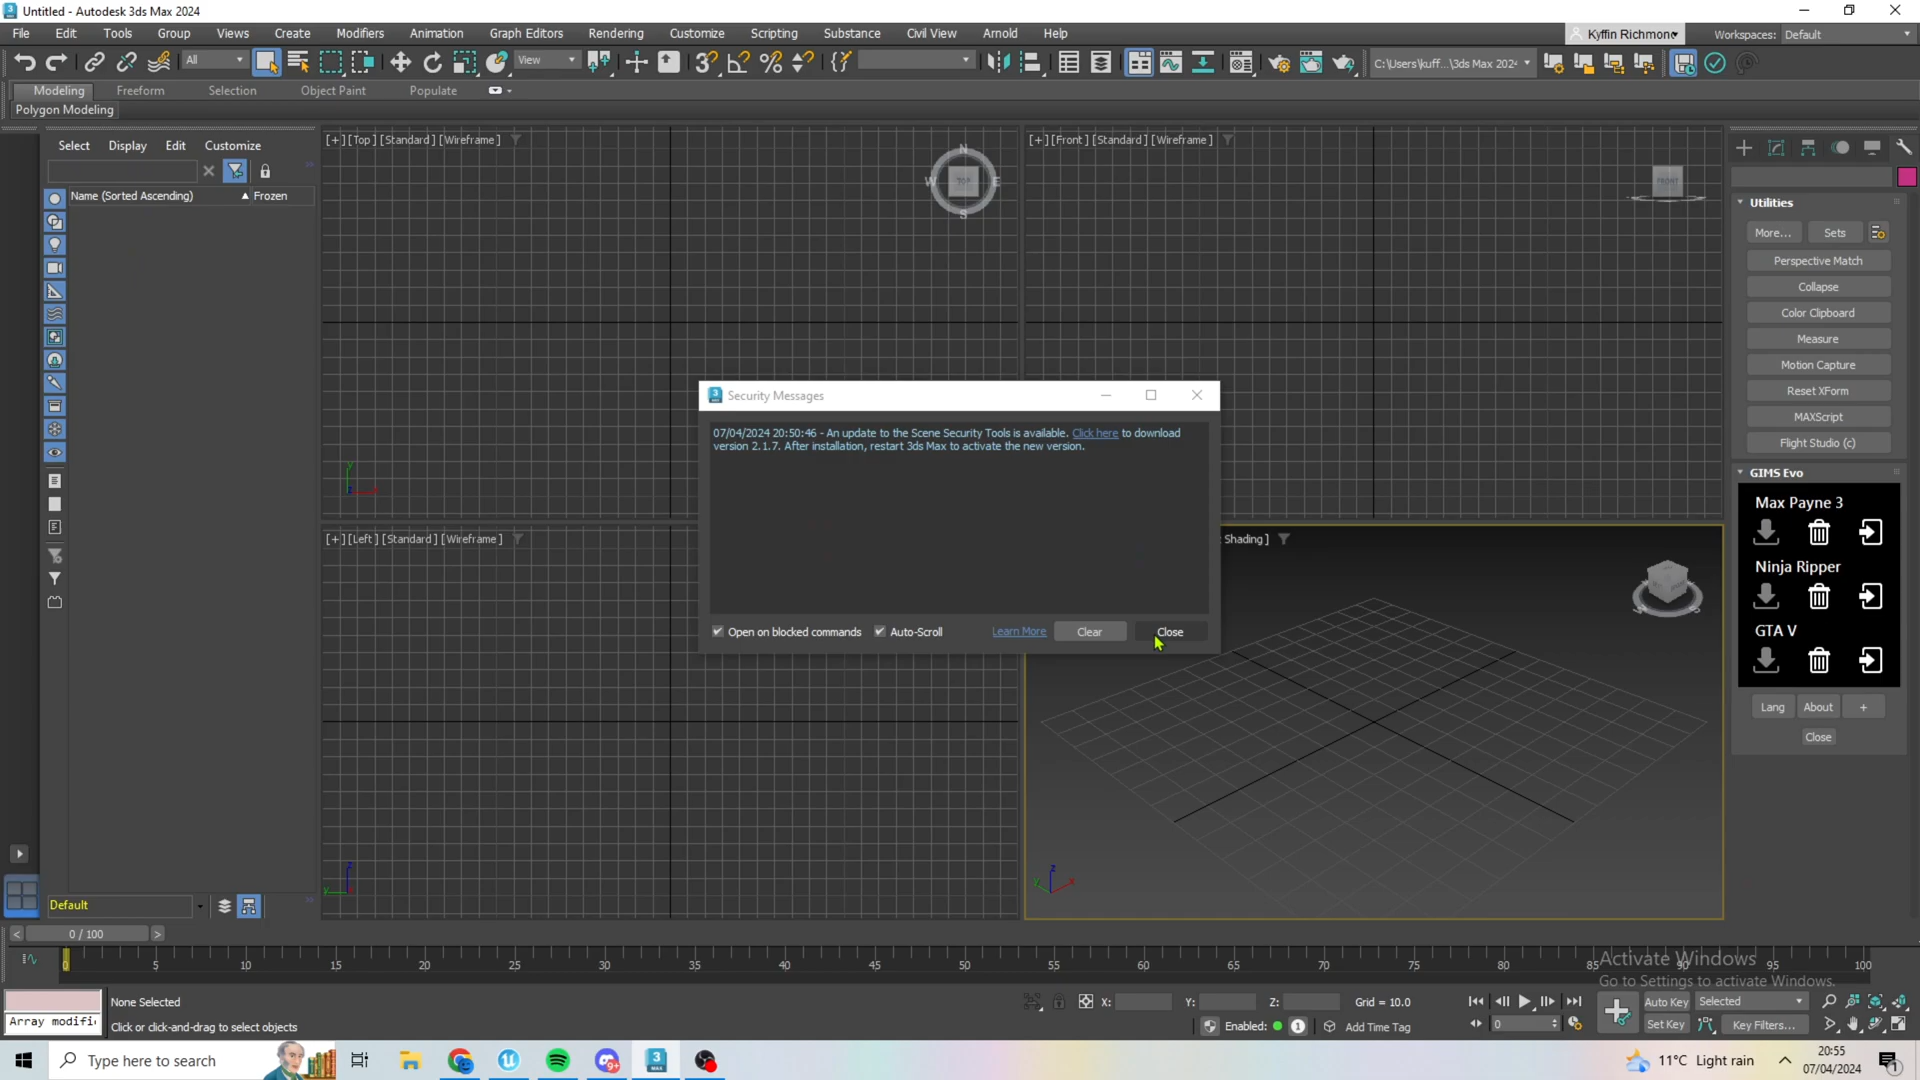 Untitled - Autodesk 3ds Max 2024
File Edit Tools Group Views Create Modifiers Animation Graph Editors Rendering Customize Scripting Substance Civil View Arnold Help
Kyffin Richmond Workspaces: Default
All View C:\Users\kuff...\3ds Max 2024
Modeling Freeform Selection Object Paint Populate
Polygon Modeling
Select Display Edit Customize
Name (Sorted Ascending) Frozen
[+] [Top] [Standard] [Wireframe]
N
W TOP E
S
[+] [Front] [Standard] [Wireframe]
FRONT
Utilities
More... Sets
Perspective Match
Collapse
Color Clipboard
Measure
Motion Capture
Reset XForm
MAXScript
Flight Studio (c)
GIMS Evo
Max Payne 3
Ninja Ripper
GTA V
Lang About +
Close
Security Messages
07/04/2024 20:50:46 - An update to the Scene Security Tools is available. Click here to download
version 2.1.7. After installation, restart 3ds Max to activate the new version.
Open on blocked commands Auto-Scroll Learn More Clear Close
y
x
[+] [Left] [Standard] [Wireframe]
Shading ]
z
y
z
y x
Default
< 0 / 100 >
0 5 10 15 20 25 30 35 40 45 50 55 60 65 70 75 80 85 90 95 100
Activate Windows
Go to Settings to activate Windows.
None Selected
X: Y: Z: Grid = 10.0
Auto Key Selected
Array modifi
Click or click-and-drag to select objects
Enabled: 1 Add Time Tag
0
Set Key Key Filters...
Type here to search
11°C Light rain
20:55
07/04/2024